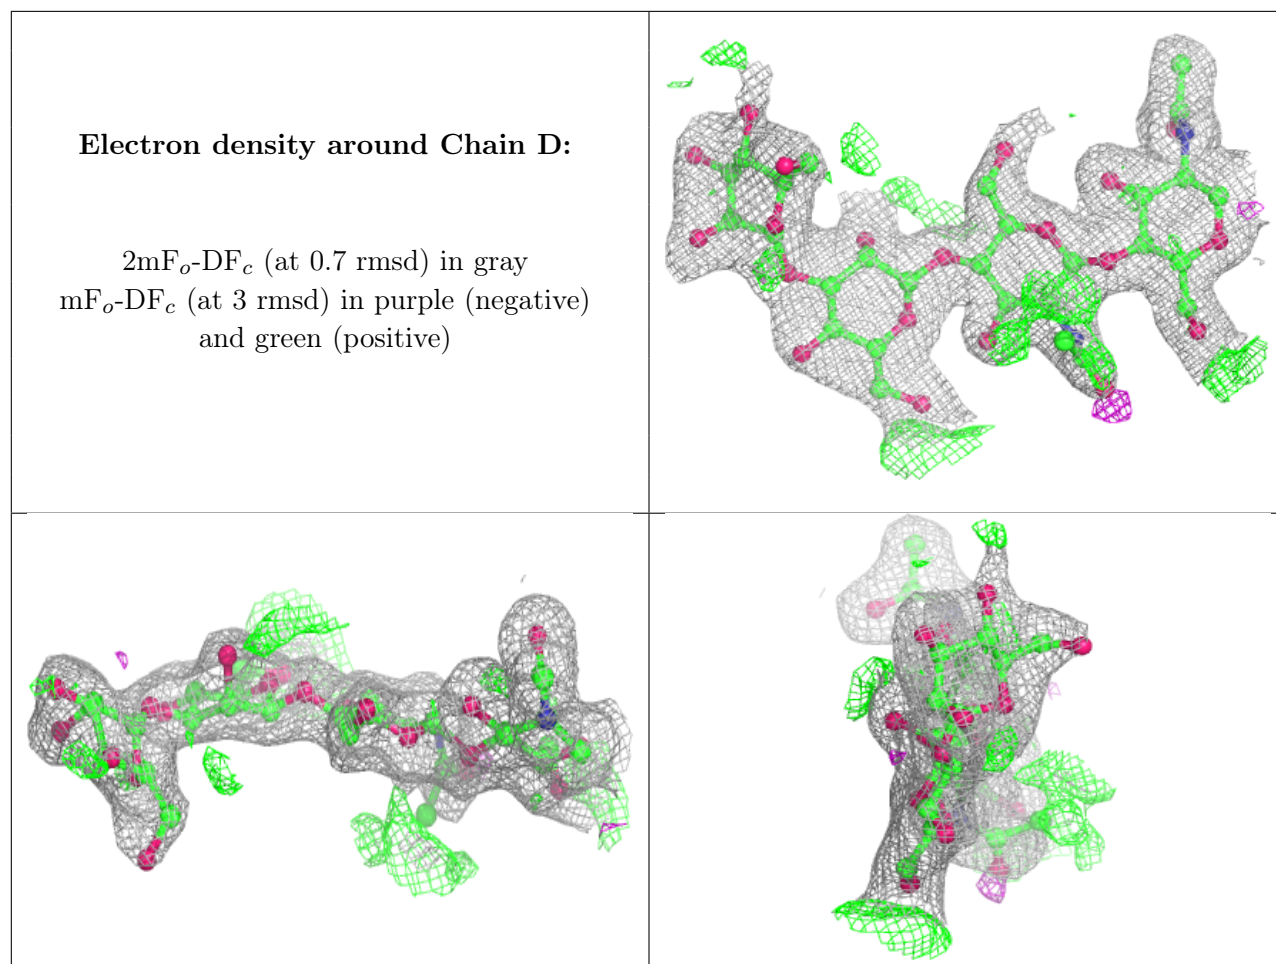 Electron density around Chain D:
2mFo-DFc (at 0.7 rmsd) in gray
mFo-DFc (at 3 rmsd) in purple (negative)
and green (positive)